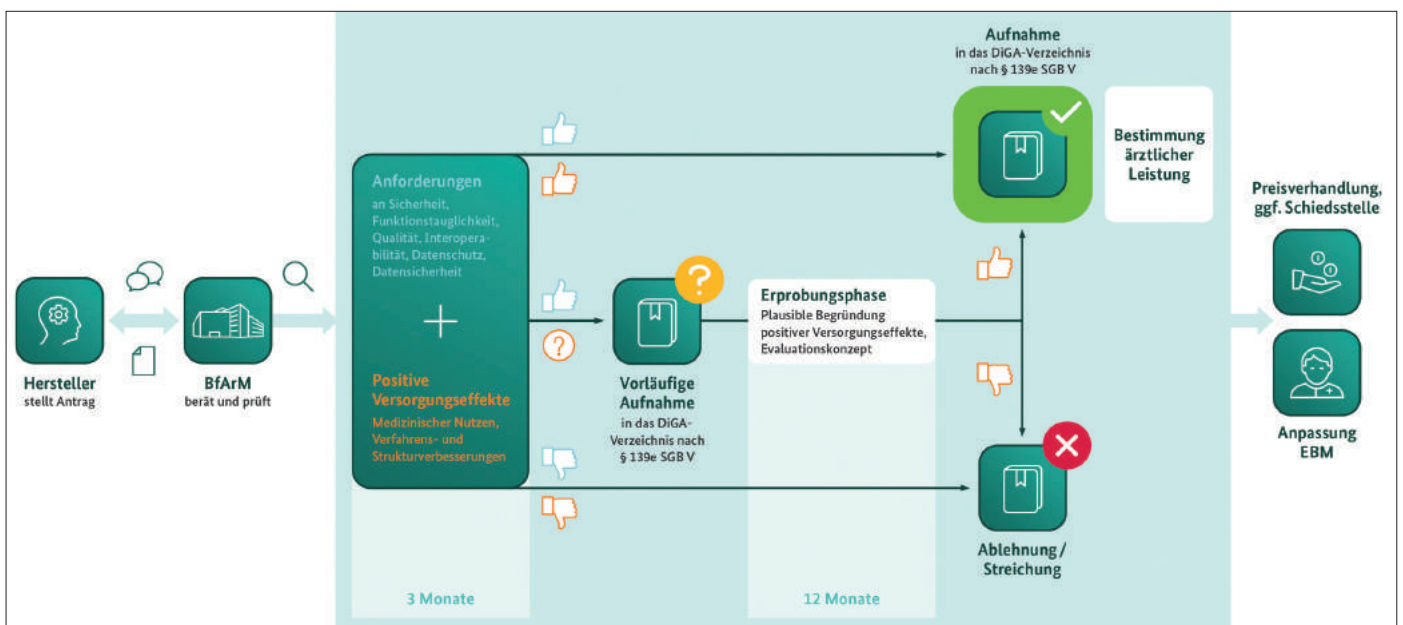 Hersteller
stellt Antrag
BfArM
berät und prüft
Anforderungen
an Sicherheit,
Funktionstauglichkeit,
Qualität, Interopera-
bilität, Datenschutz,
Datensicherheit
+
Positive
Versorgungseffekte
Medizinischer Nutzen,
Verfahrens- und
Strukturverbesserungen
3 Monate
?
?
Vorläufige
Aufnahme
in das DiGA-
Verzeichnis nach
§ 139e SGB V
Erprobungsphase
Plausible Begründung
positiver Versorgungseffekte,
Evaluationskonzept
12 Monate
Aufnahme
in das DiGA-Verzeichnis
nach § 139e SGB V
Bestimmung
ärztlicher
Leistung
Ablehnung /
Streichung
Preisverhandlung,
ggf. Schiedsstelle
Anpassung
EBM